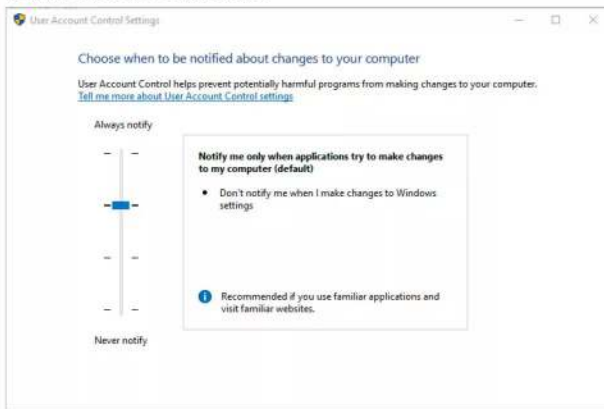 User Account Control Settings
Choose when to be notified about changes to your computer
User Account Control helps prevent potentially harmful programs from making changes to your computer.
Tell me more about User Account Control settings
Always notify
Notify me only when applications try to make changes
to my computer (default)
• Don't notify me when I make changes to Windows
settings
Recommended if you use familiar applications and
visit familiar websites.
Never notify